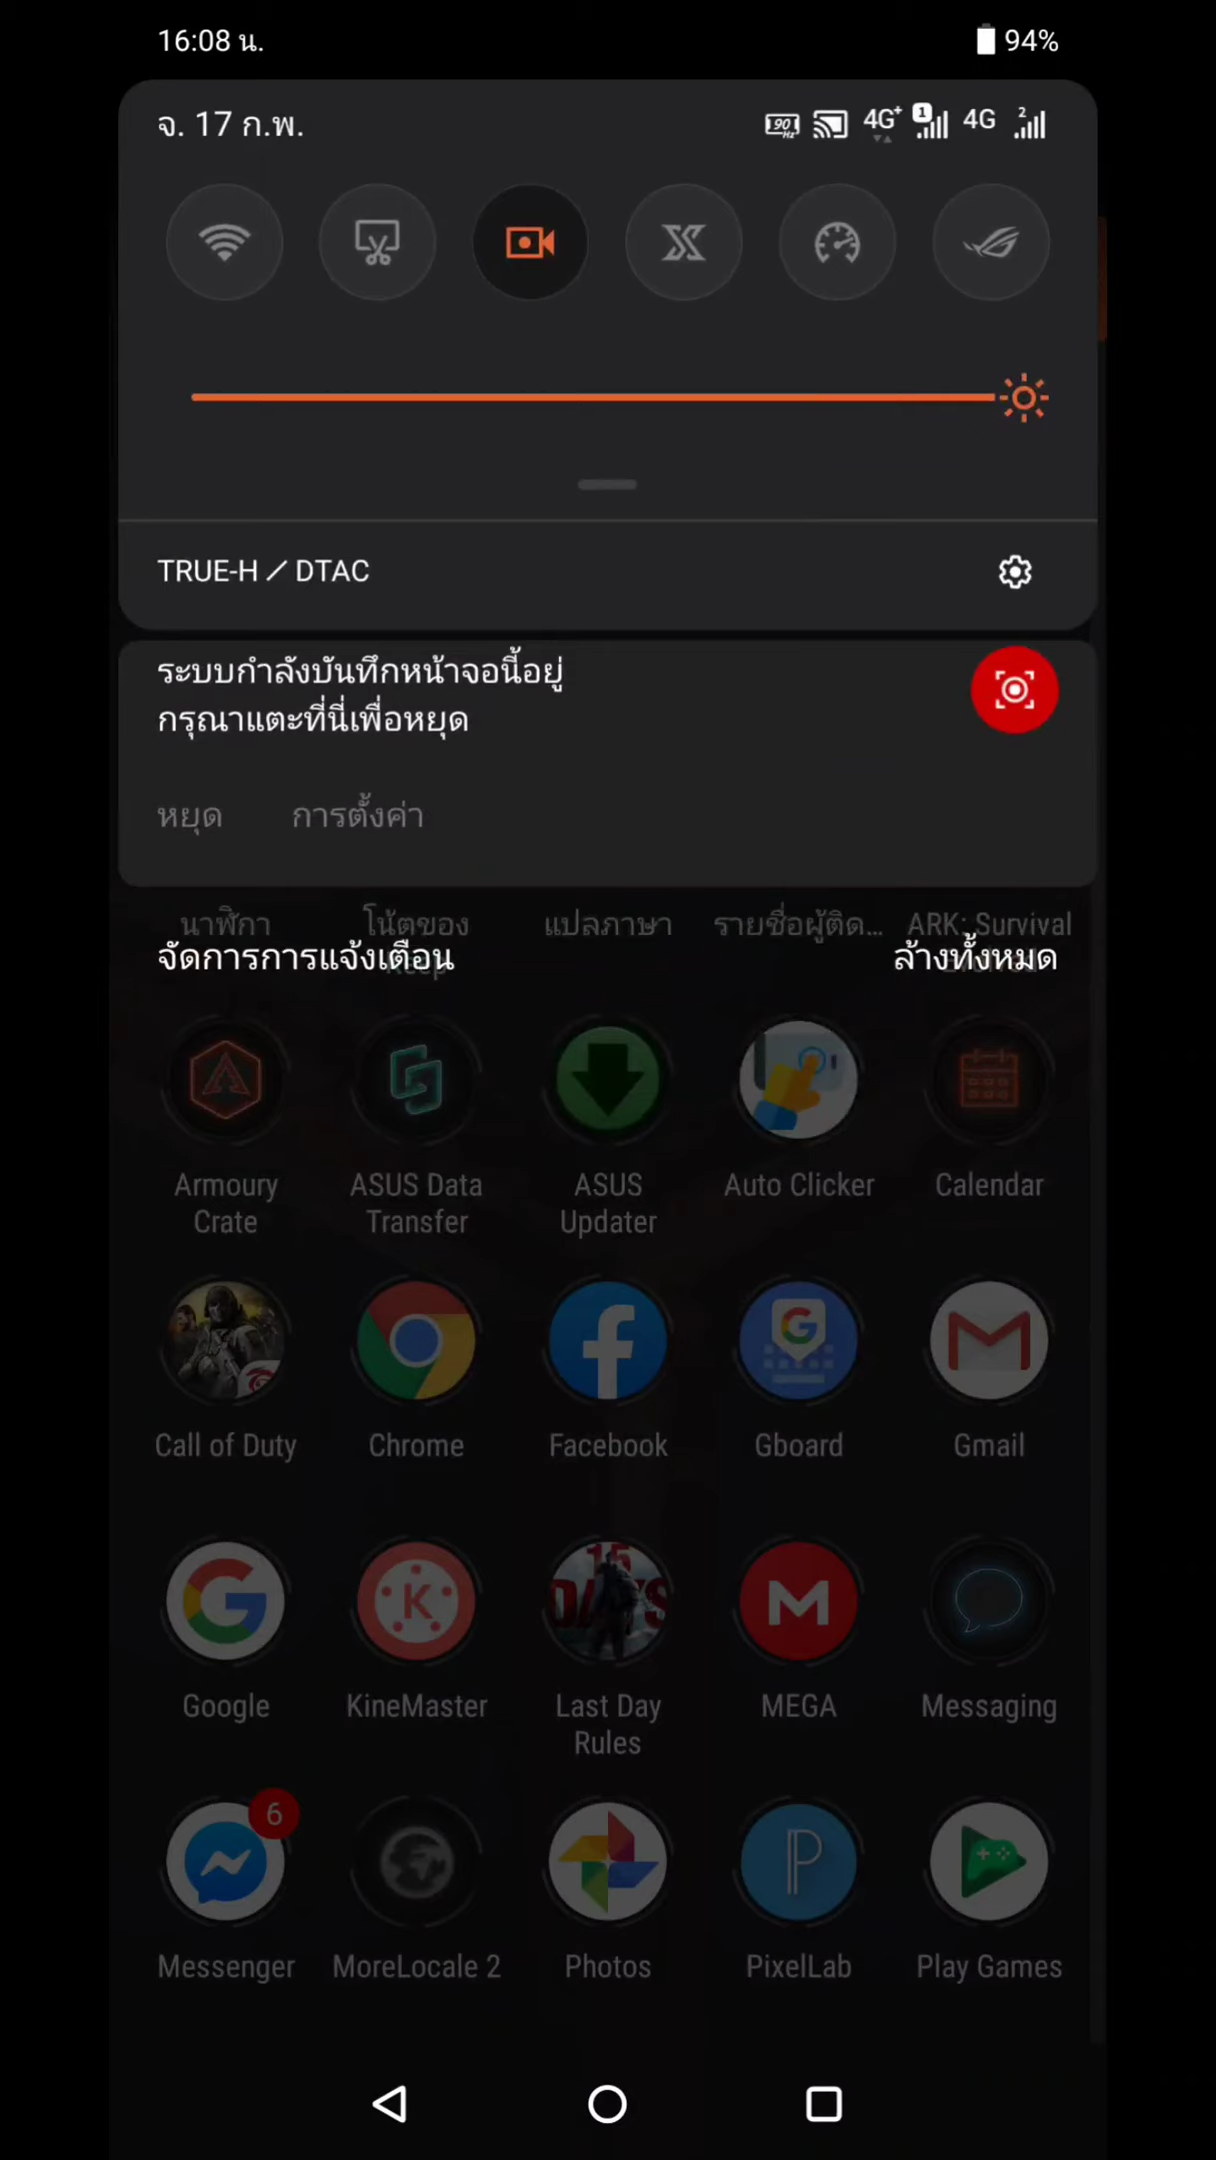 16:08 น.
94%
จ. 17 ก.พ.
90 Hz
4G+
1
4G
2
TRUE-H / DTAC
ระบบกำลังบันทึกหน้าจอนี้อยู่
กรุณาแตะที่นี่เพื่อหยุด
หยุด การตั้งค่า
นาฬิกา โน้ตของ แปลภาษา รายชื่อผู้ติด... ARK: Survival
จัดการการแจ้งเตือน ล้างทั้งหมด
Armoury Crate
ASUS Data Transfer
ASUS Updater
Auto Clicker
Calendar
Call of Duty
Chrome
Facebook
Gboard
Gmail
15 DAYS
Google
KineMaster
Last Day Rules
MEGA
Messaging
6
Messenger
MoreLocale 2
Photos
PixelLab
Play Games